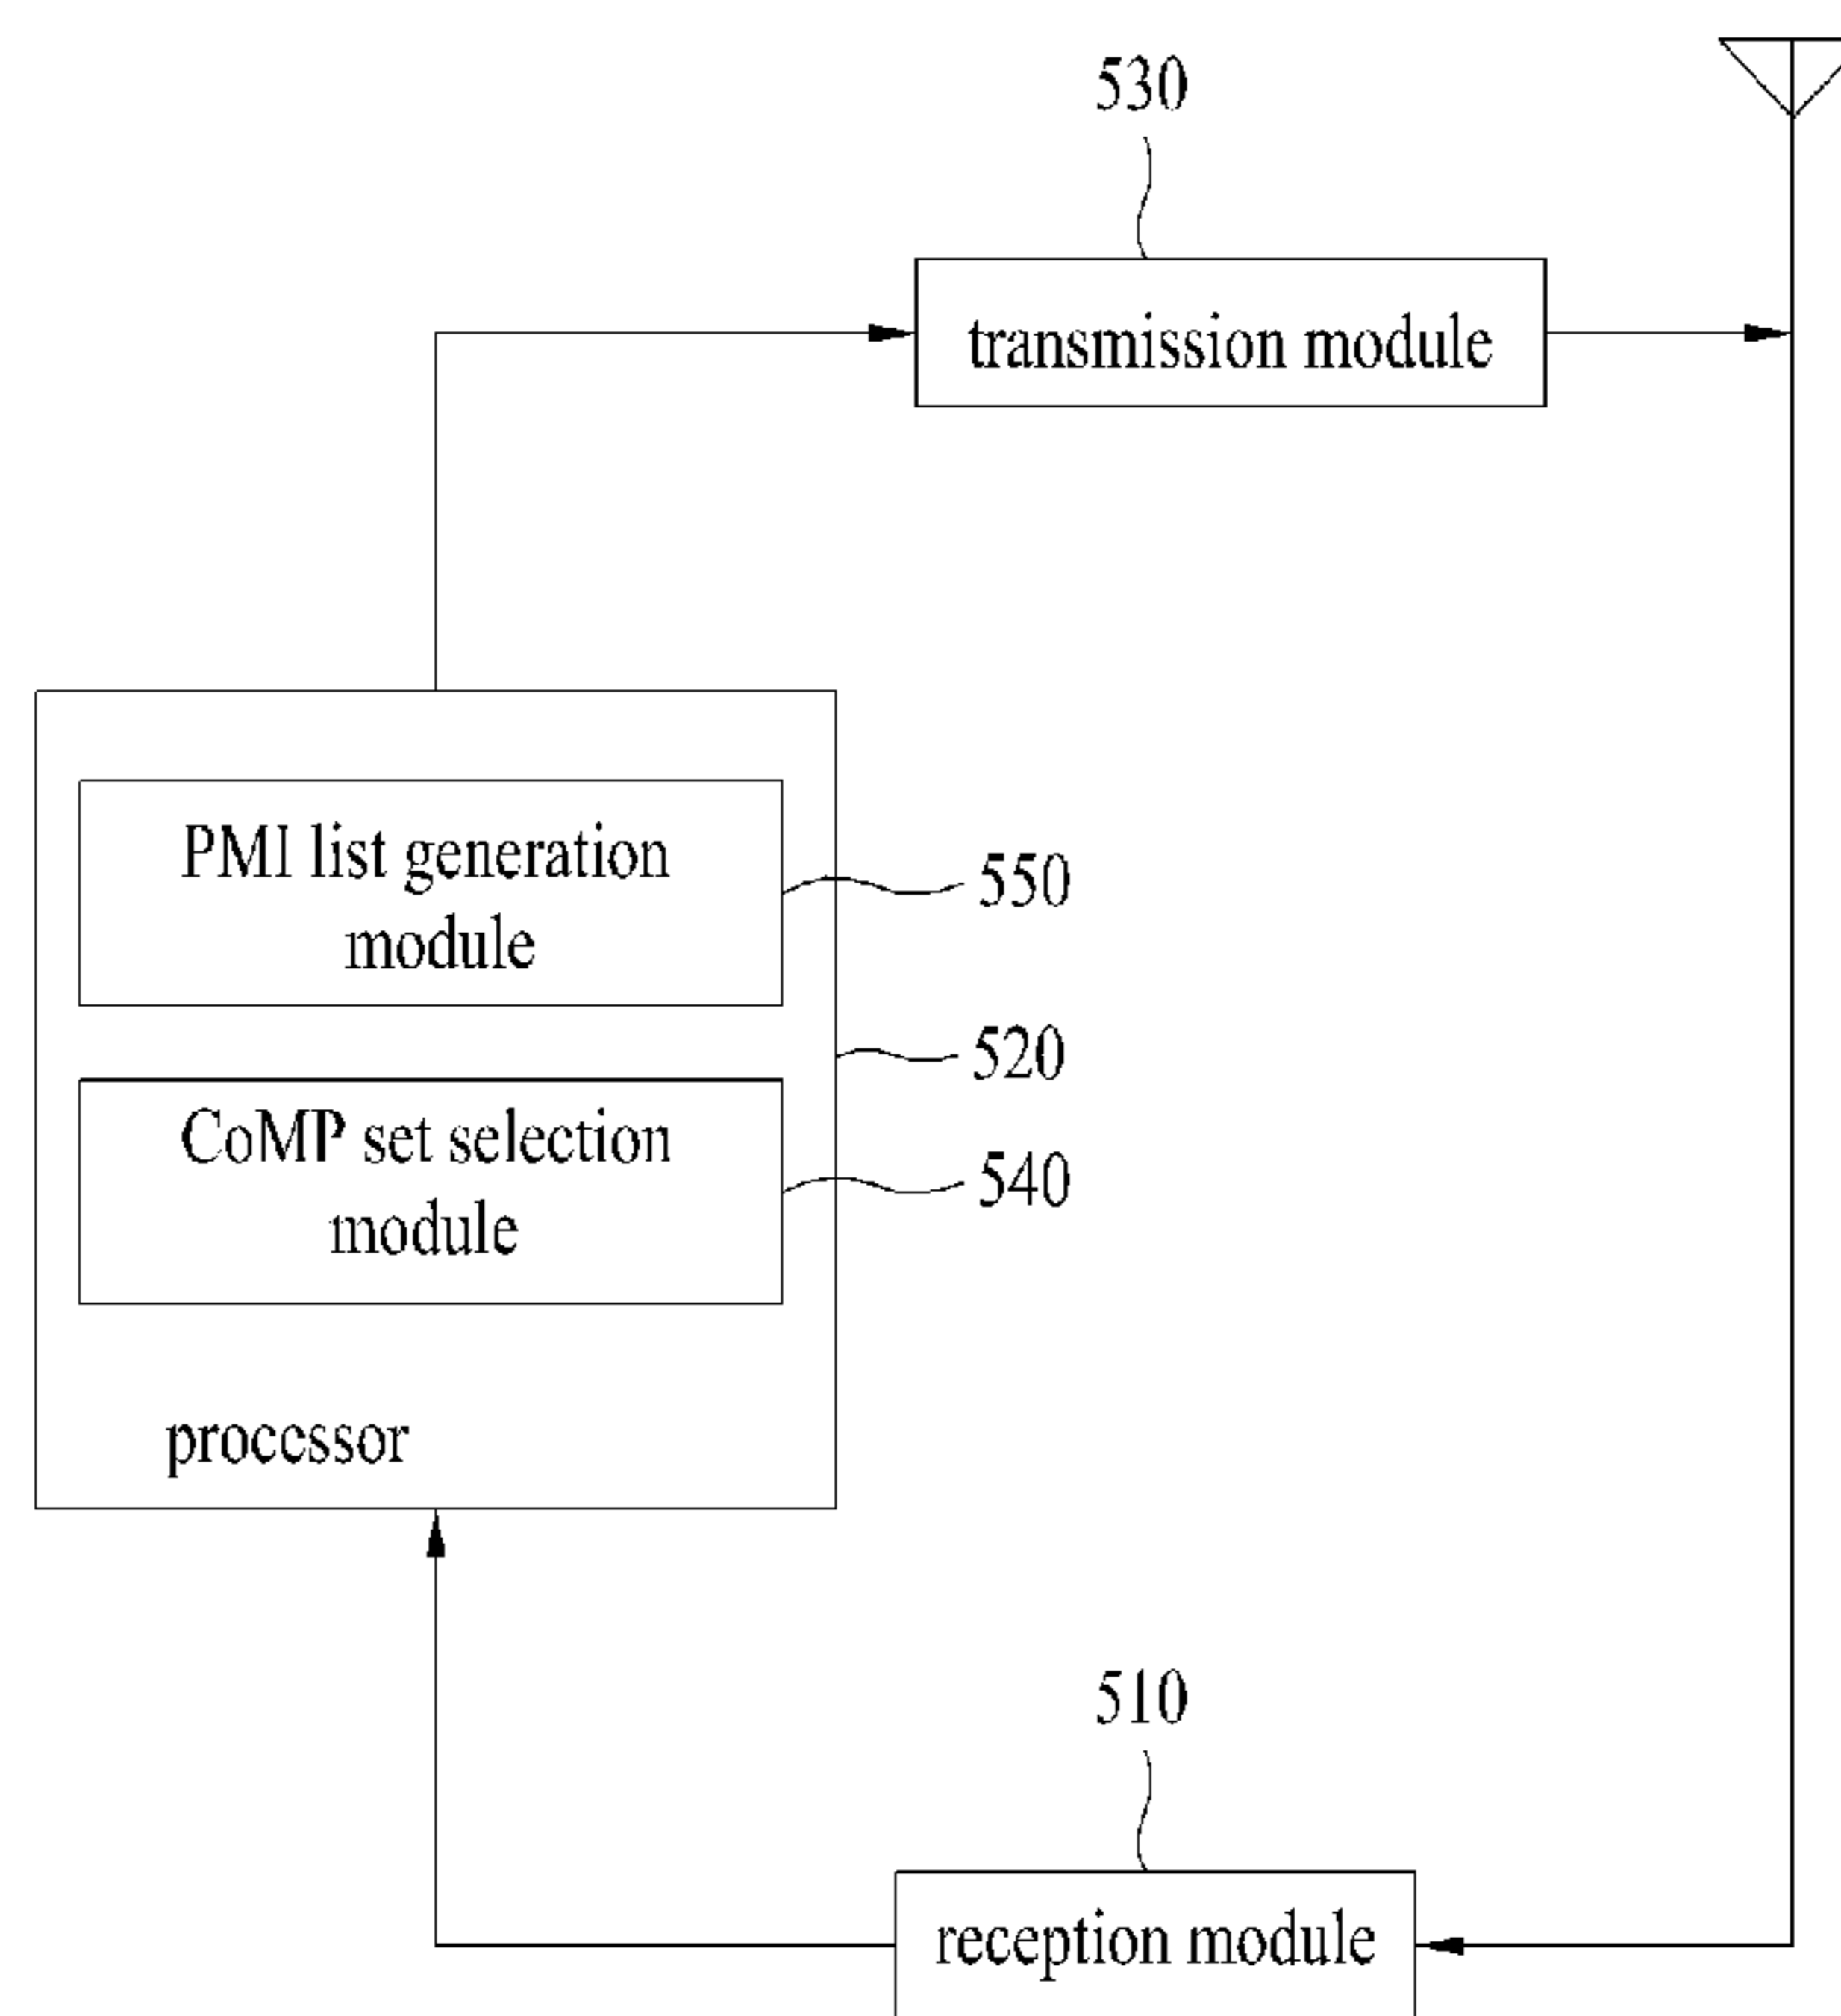 530
transmission module
PMI list generation
module
550
520
CoMP set selection
module
540
processor
510
reception module